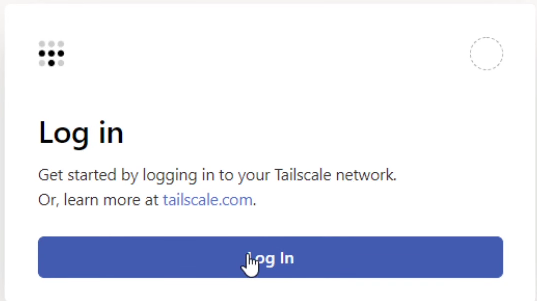 Log in
Get started by logging in to your Tailscale network.
Or, learn more at tailscale.com.
Log In